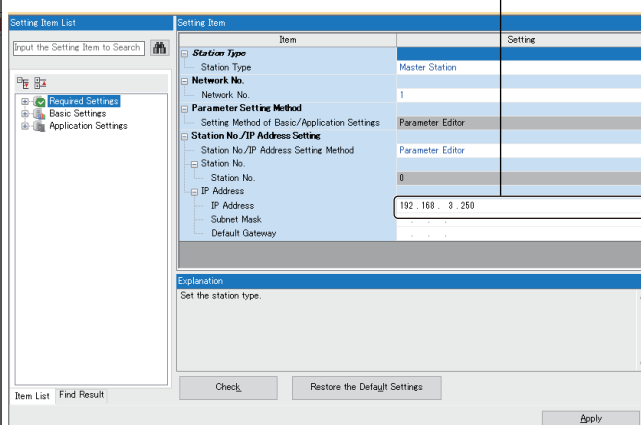 Setting Item List
Input the Setting Item to Search
Required Settings
Basic Settings
Application Settings
Item List Find Result
Setting Item
Item Setting
Station Type
Station Type Master Station
Network No.
Network No. 1
Parameter Setting Method
Setting Method of Basic/Application Settings Parameter Editor
Station No./IP Address Setting
Station No./IP Address Setting Method Parameter Editor
Station No.
Station No. 0
IP Address
IP Address 192 . 168 . 3 . 250
Subnet Mask . . .
Default Gateway . . .
Explanation
Set the station type.
Check Restore the Default Settings
Apply